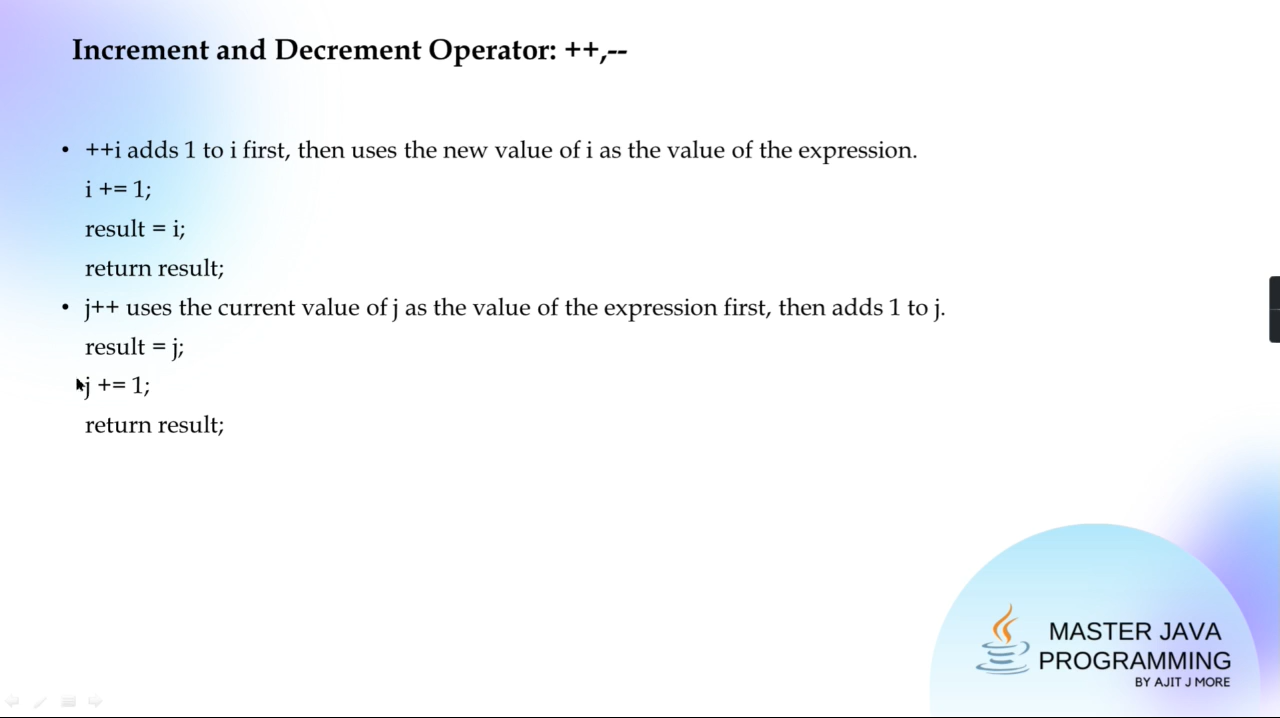 Increment and Decrement Operator: ++,--
• ++i adds 1 to i first, then uses the new value of i as the value of the expression.
i += 1;
result = i;
return result;
• j++ uses the current value of j as the value of the expression first, then adds 1 to j.
result = j;
j += 1;
return result;
MASTER JAVA
PROGRAMMING
BY AJIT J MORE